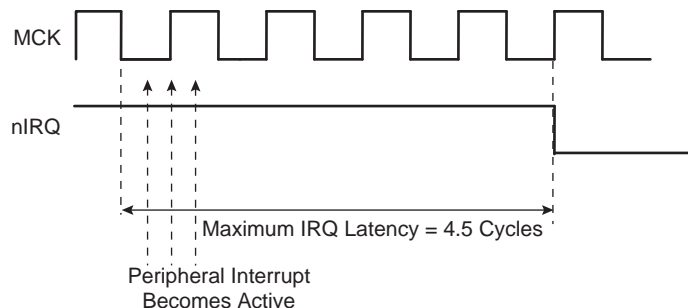 MCK
nIRQ
Maximum IRQ Latency = 4.5 Cycles
Peripheral Interrupt
Becomes Active